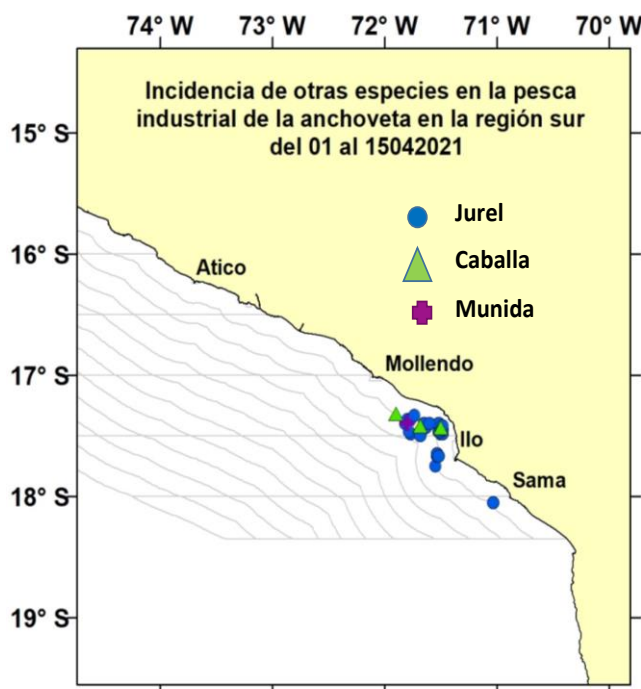 74° W 73° W 72° W 71° W 70° W
Incidencia de otras especies en la pesca
industrial de la anchoveta en la región sur
del 01 al 15042021
15° S
Jurel
16° S
Atico
Caballa
Munida
17° S
Mollendo
Ilo
18° S
Sama
19° S